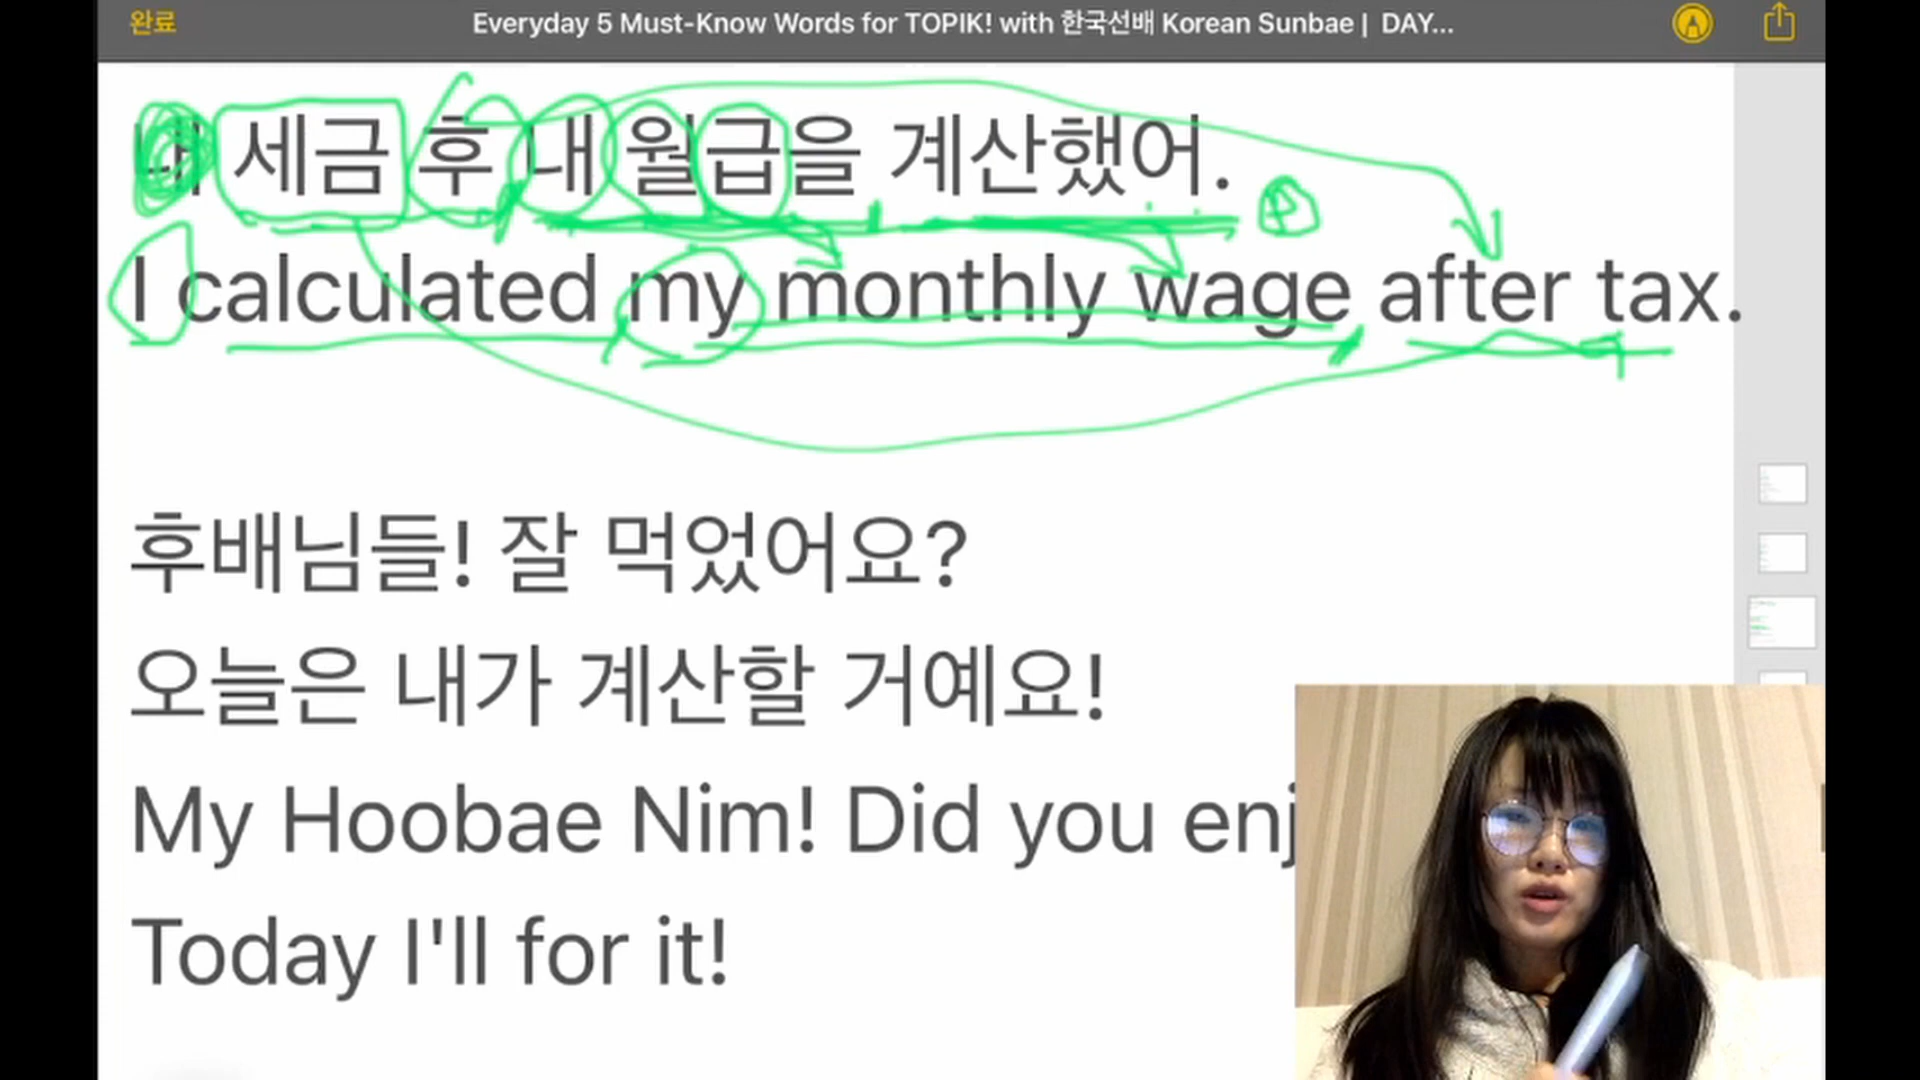 완료 Everyday 5 Must-Know Words for TOPIK! with 한국선배 Korean Sunbae | DAY...
세금 후 내 월급을 계산했어.
I calculated my monthly wage after tax.
후배님들! 잘 먹었어요?
오늘은 내가 계산할 거예요!
My Hoobae Nim! Did you enj
Today I'll for it!